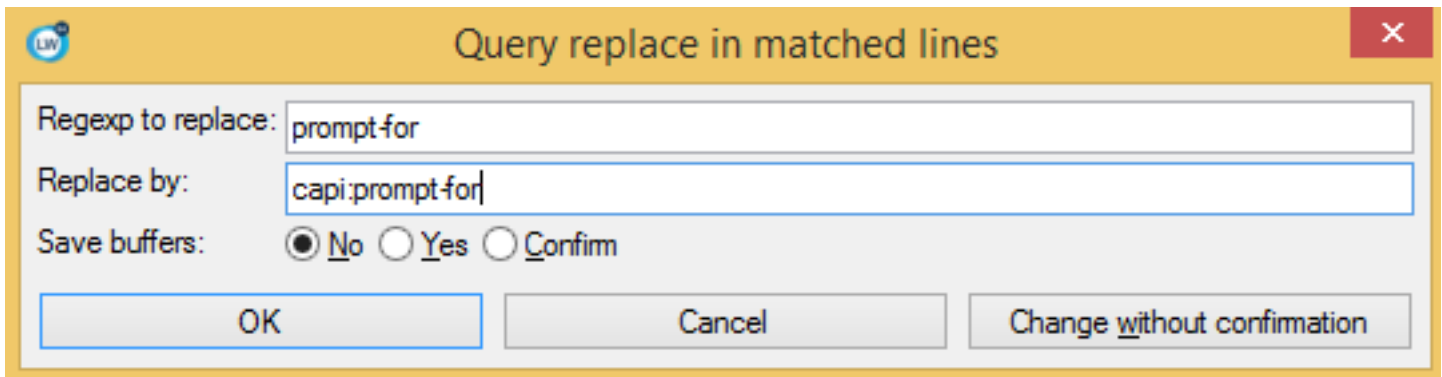 LW
Query replace in matched lines
Regexp to replace: prompt-for
Replace by: capi:prompt-for
Save buffers: No Yes Confirm
OK Cancel Change without confirmation